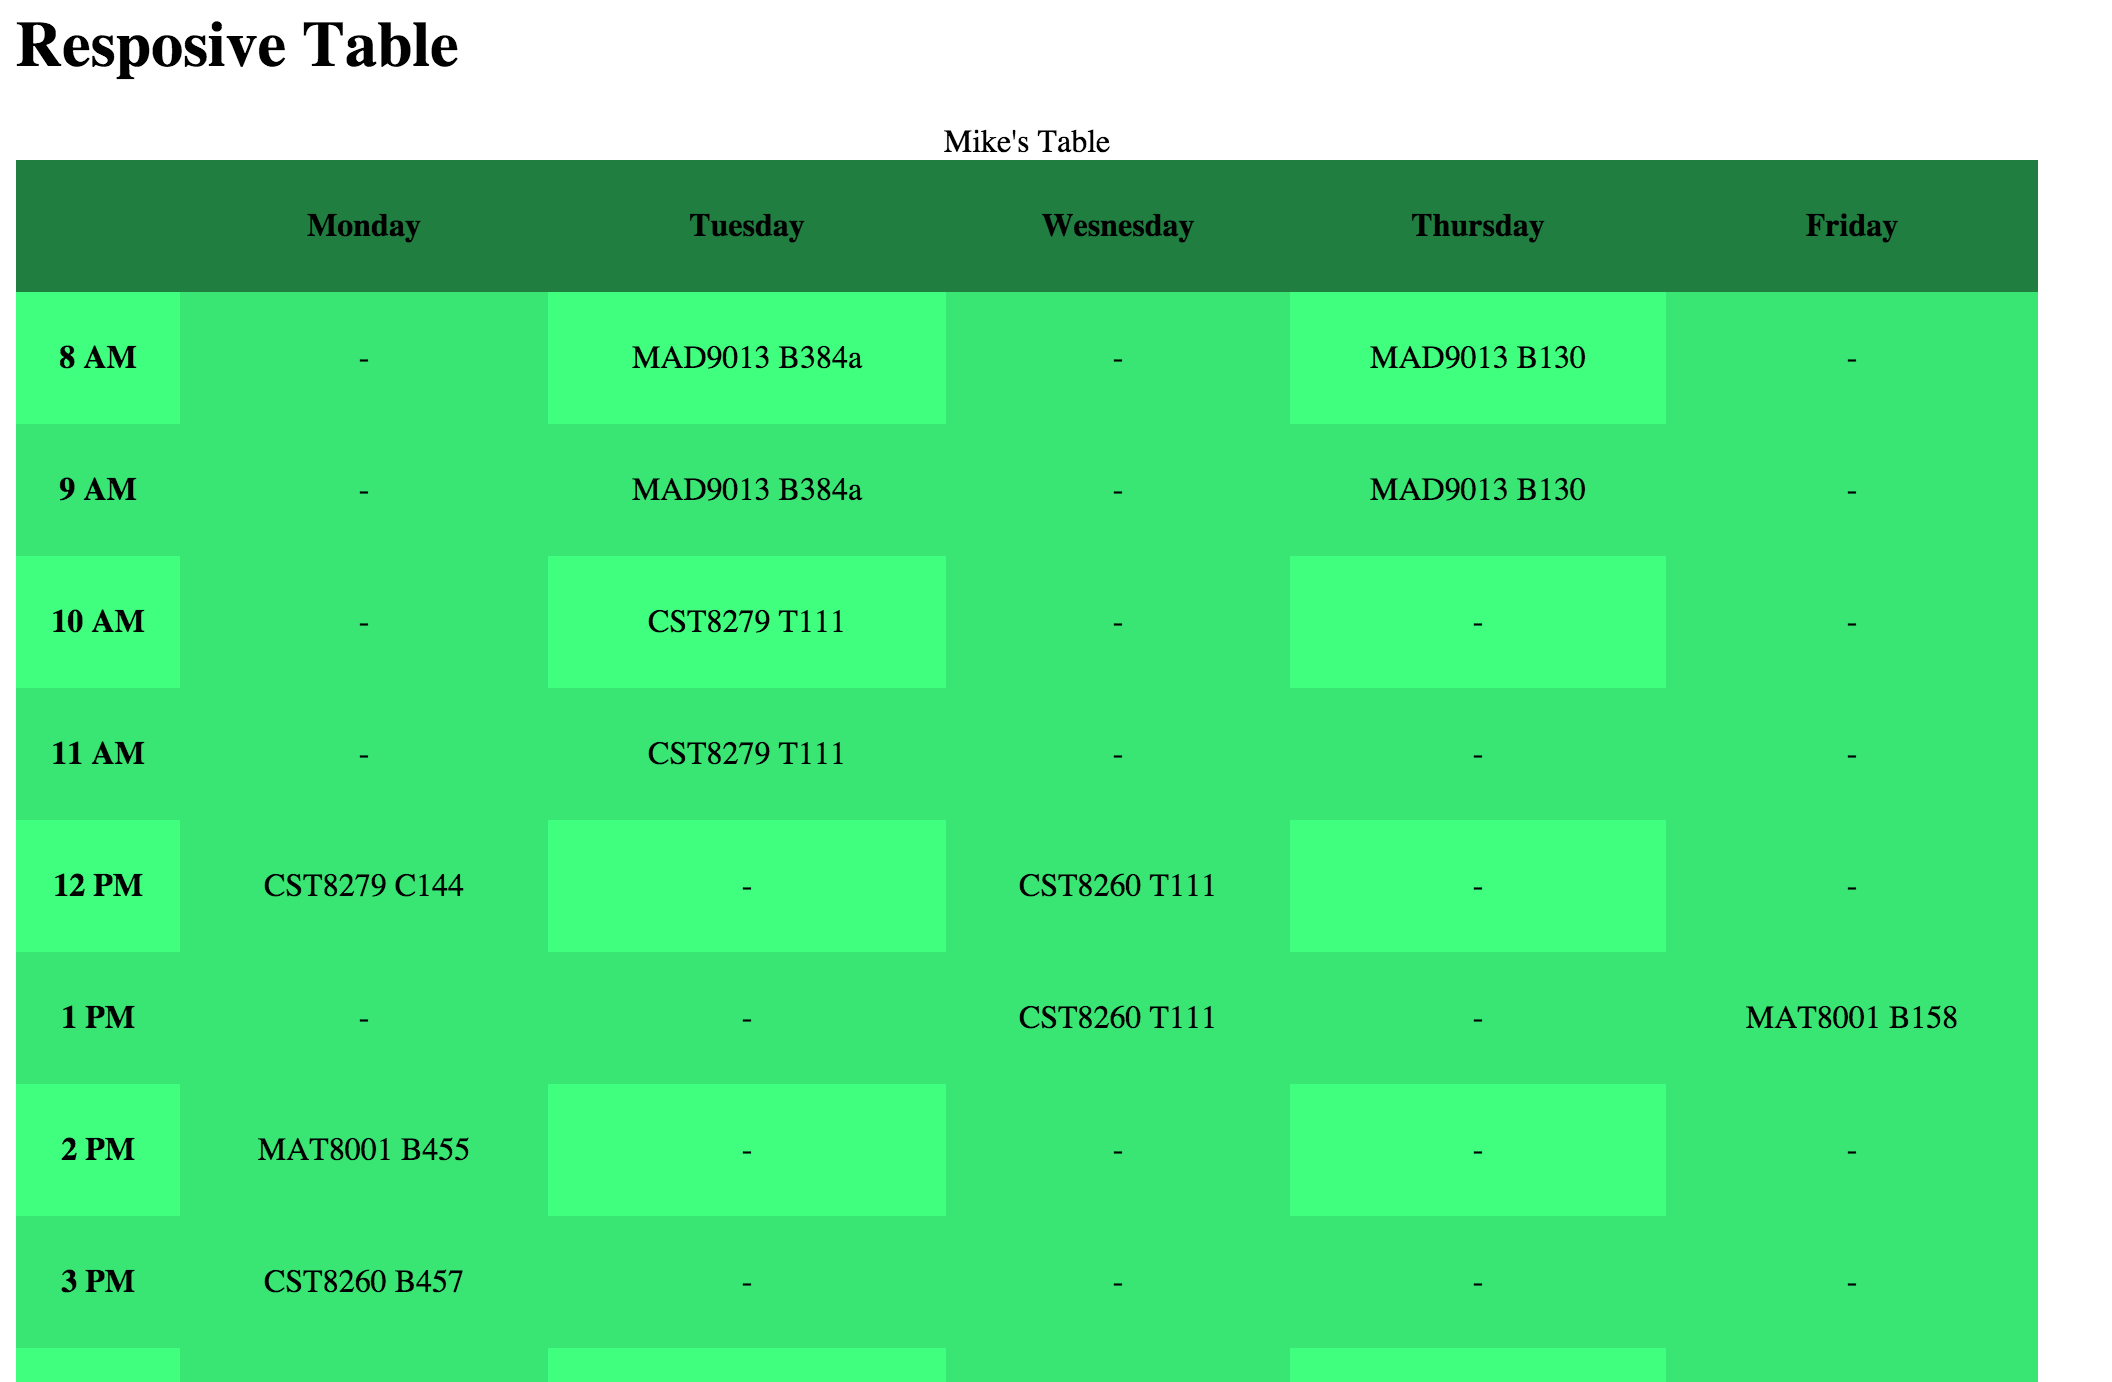 Resposive Table
Mike's Table
Monday Tuesday Wesnesday Thursday Friday
8 AM - MAD9013 B384a - MAD9013 B130 -
9 AM - MAD9013 B384a - MAD9013 B130 -
10 AM - CST8279 T111 - - -
11 AM - CST8279 T111 - - -
12 PM CST8279 C144 - CST8260 T111 - -
1 PM - - CST8260 T111 - MAT8001 B158
2 PM MAT8001 B455 - - - -
3 PM CST8260 B457 - - - -